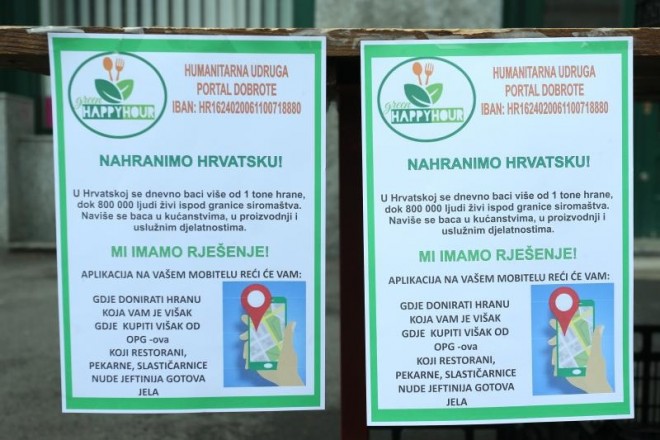 green
HAPPYHOUR
HUMANITARNA UDRUGA
PORTAL DOBROTE
IBAN: HR1624020061100718880
NAHRANIMO HRVATSKU!
U Hrvatskoj se dnevno baci više od 1 tone hrane,
dok 800 000 ljudi živi ispod granice siromaštva.
Naviše se baca u kućanstvima, u proizvodnji i
uslužnim djelatnostima.
MI IMAMO RJEŠENJE!
APLIKACIJA NA VAŠEM MOBITELU REĆI ĆE VAM:
GDJE DONIRATI HRANU
KOJA VAM JE VIŠAK
GDJE KUPITI VIŠAK OD
OPG -ova
KOJI RESTORANI,
PEKARNE, SLASTIČARNICE
NUDE JEFTINIJA GOTOVA
JELA
green
HAPPYHOUR
HUMANITARNA UDRUGA
PORTAL DOBROTE
IBAN: HR1624020061100718880
NAHRANIMO HRVATSKU!
U Hrvatskoj se dnevno baci više od 1 tone hrane,
dok 800 000 ljudi živi ispod granice siromaštva.
Naviše se baca u kućanstvima, u proizvodnji i
uslužnim djelatnostima.
MI IMAMO RJEŠENJE!
APLIKACIJA NA VAŠEM MOBITELU REĆI ĆE VAM:
GDJE DONIRATI HRANU
KOJA VAM JE VIŠAK
GDJE KUPITI VIŠAK OD
OPG -ova
KOJI RESTORANI,
PEKARNE, SLASTIČARNICE
NUDE JEFTINIJA GOTOVA
JELA